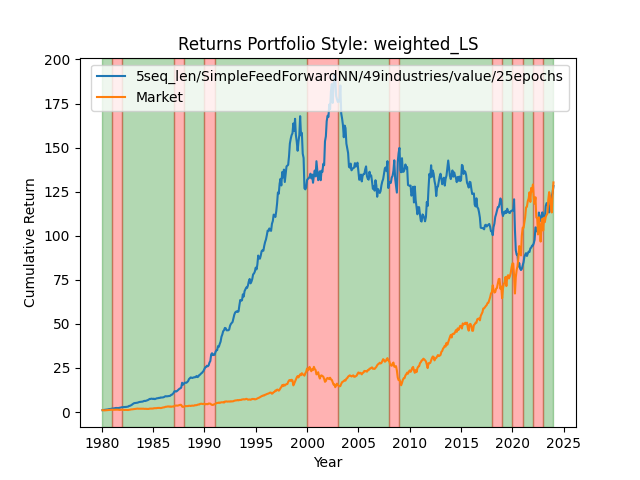 Returns Portfolio Style: weighted_LS
200
175
150
125
100
75
50
25
0
Cumulative Return
5seq_len/SimpleFeedForwardNN/49industries/value/25epochs
Market
1980 1985 1990 1995 2000 2005 2010 2015 2020 2025
Year